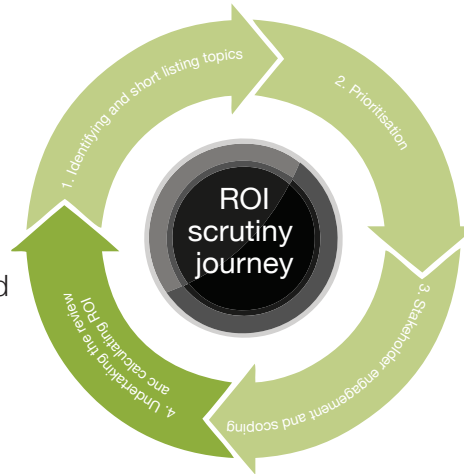 1. Identifying and short listing topics
2. Prioritisation
3. Stakeholder engagement and scoping
4. Undertaking the review
anc calculating ROI
ROI
scrutiny
journey
d